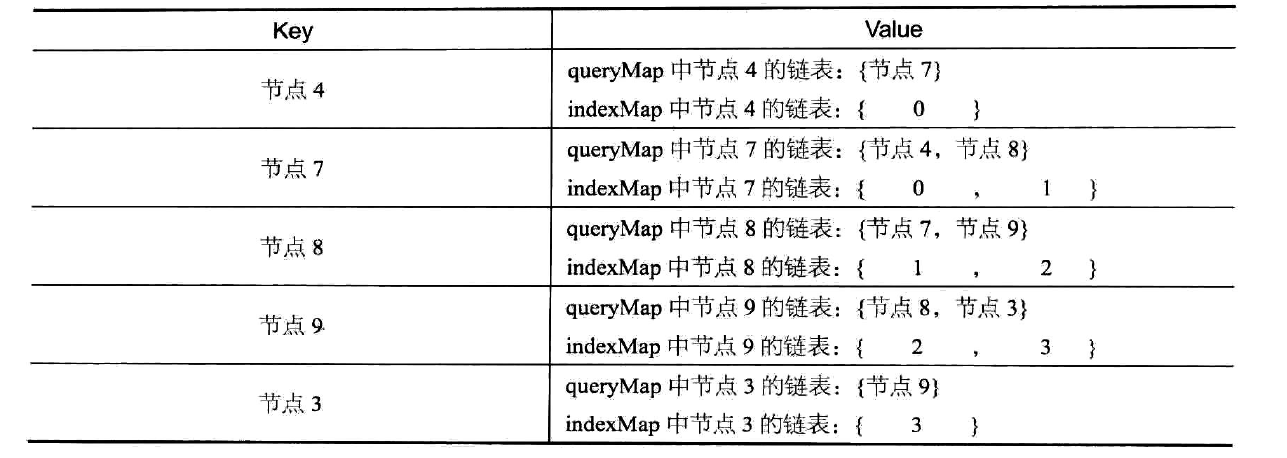 Key Value
节点 4
queryMap 中节点 4 的链表：{节点 7}
indexMap 中节点 4 的链表：{ 0 }
节点 7
queryMap 中节点 7 的链表：{节点 4，节点 8}
indexMap 中节点 7 的链表：{ 0 , 1 }
节点 8
queryMap 中节点 8 的链表：{节点 7，节点 9}
indexMap 中节点 8 的链表：{ 1 , 2 }
节点 9
queryMap 中节点 9 的链表：{节点 8，节点 3}
indexMap 中节点 9 的链表：{ 2 , 3 }
节点 3
queryMap 中节点 3 的链表：{节点 9}
indexMap 中节点 3 的链表：{ 3 }